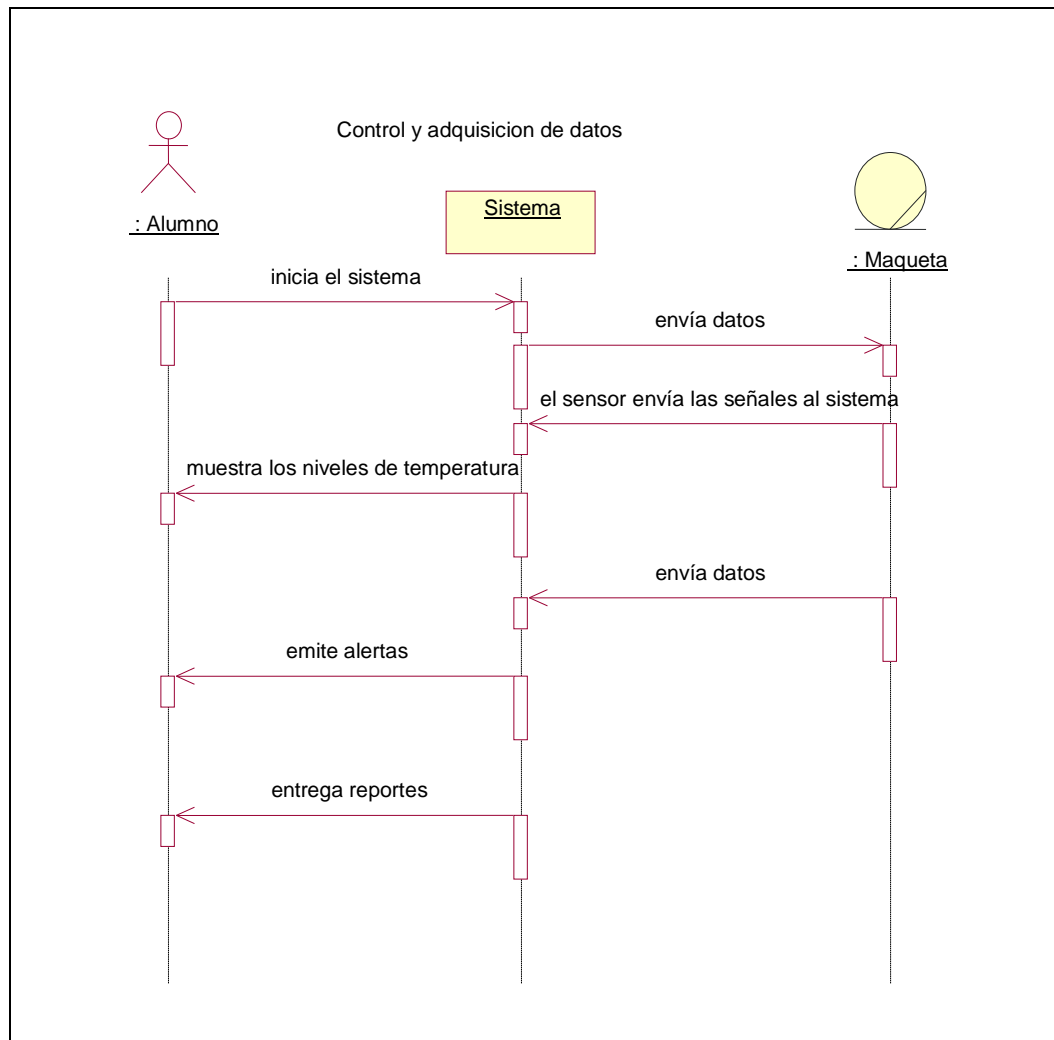 Control y adquisicion de datos
: Alumno
Sistema
: Maqueta
inicia el sistema
envía datos
el sensor envía las señales al sistema
muestra los niveles de temperatura
envía datos
emite alertas
entrega reportes